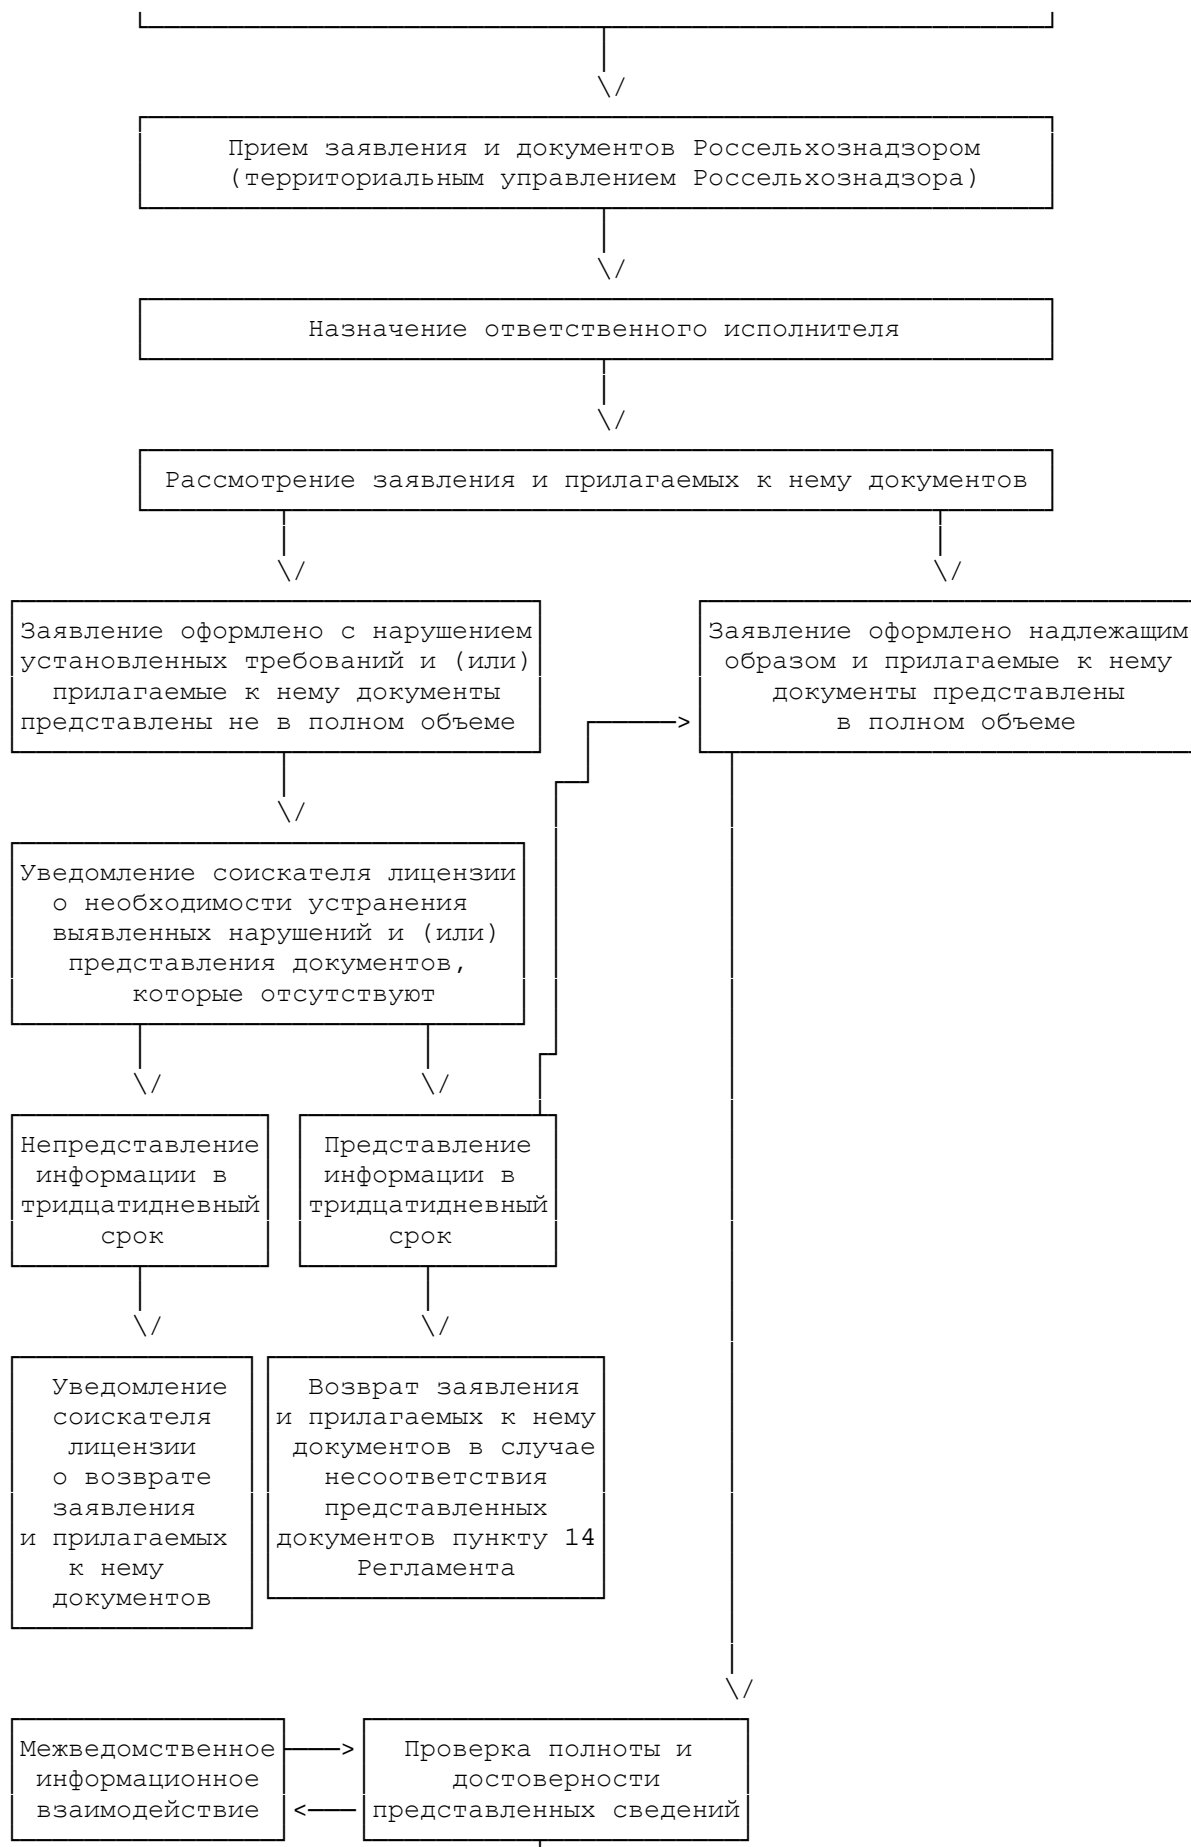 Прием заявления и документов Россельхознадзором
(территориальным управлением Россельхознадзора)
Назначение ответственного исполнителя
Рассмотрение заявления и прилагаемых к нему документов
Заявление оформлено с нарушением
установленных требований и (или)
прилагаемые к нему документы
представлены не в полном объеме
Заявление оформлено надлежащим
образом и прилагаемые к нему
документы представлены
в полном объеме
Уведомление соискателя лицензии
о необходимости устранения
выявленных нарушений и (или)
представления документов,
которые отсутствуют
Непредставление
информации в
тридцатидневный
срок
Представление
информации в
тридцатидневный
срок
Уведомление
соискателя
лицензии
о возврате
заявления
и прилагаемых
к нему
документов
Возврат заявления
и прилагаемых к нему
документов в случае
несоответствия
представленных
документов пункту 14
Регламента
Межведомственное
информационное
взаимодействие
Проверка полноты и
достоверности
представленных сведений